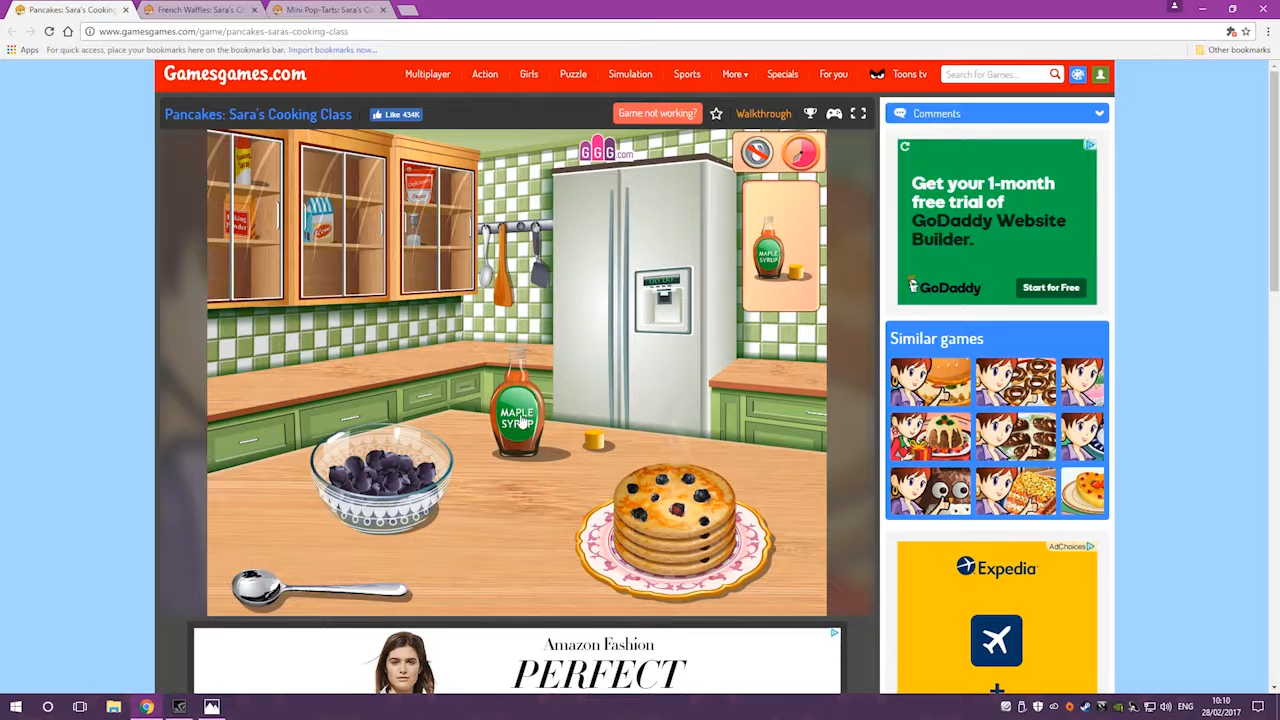 Pancakes: Sara's Cooking
French Waffles: Sara's C
Mini Pop-Tarts: Sara's Co
www.gamesgames.com/game/pancakes-saras-cooking-class
Apps
For quick access, place your bookmarks here on the bookmarks bar. Import bookmarks now...
Other bookmarks
Gamesgames.com
Multiplayer
Action
Girls
Puzzle
Simulation
Sports
More
Specials
For you
Toons tv
Search for Games...
Pancakes: Sara's Cooking Class
Like 434K
Game not working?
Walkthrough
Comments
GGG.com
MAPLE
SYRUP
MAPLE
SYRUP
Get your 1-month
free trial of
GoDaddy Website
Builder.
GoDaddy
Start for Free
Similar games
AdChoices
Expedia
Amazon Fashion
PERFECT
ENG
10:10
28/02/2017